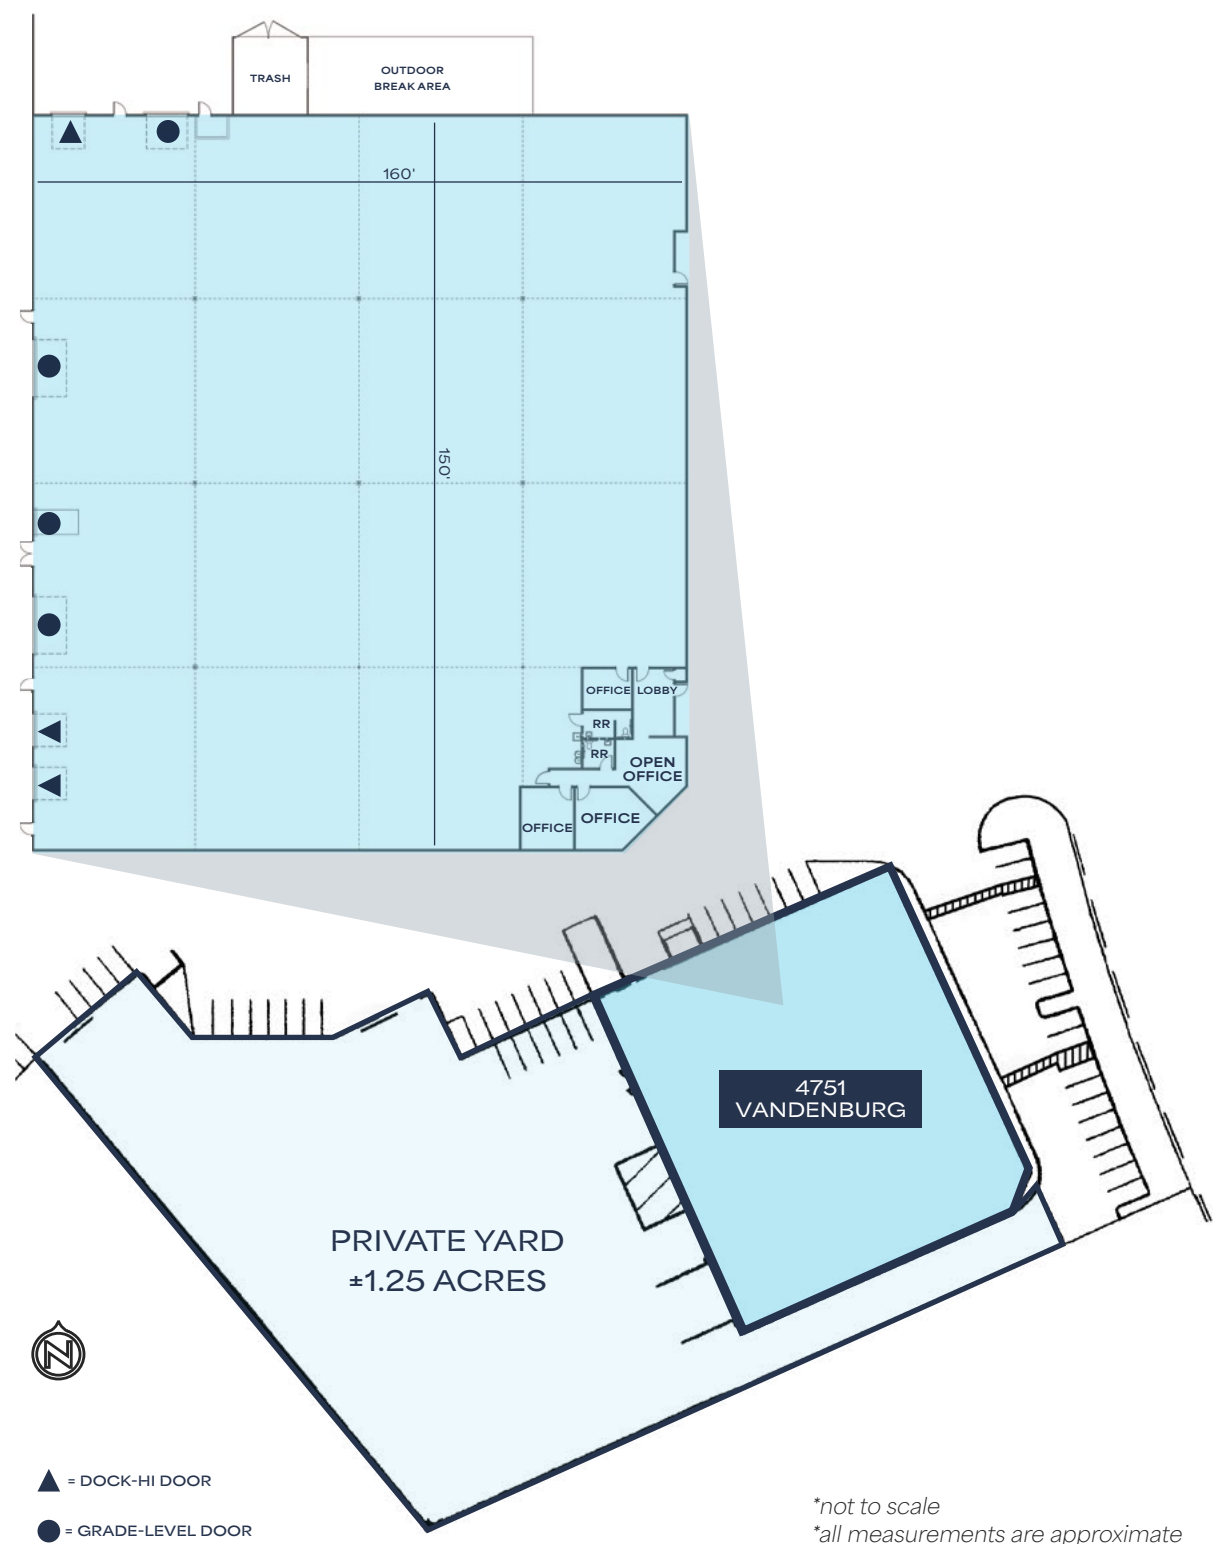 TRASH
OUTDOOR
BREAK AREA
160'
150'
OFFICE
LOBBY
RR
RR
OPEN
OFFICE
OFFICE
OFFICE
4751
VANDENBURG
PRIVATE YARD
±1.25 ACRES
N
= DOCK-HI DOOR
= GRADE-LEVEL DOOR
*not to scale
*all measurements are approximate